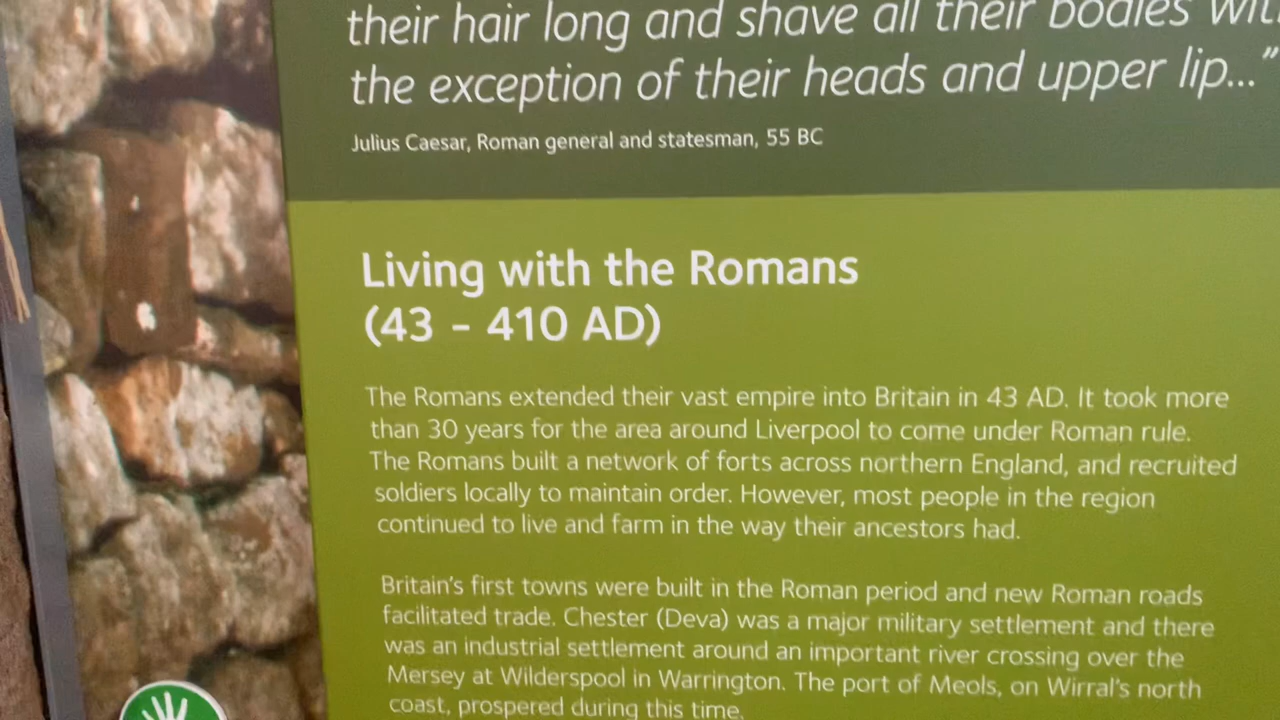 their hair long and shave all their bodies with
the exception of their heads and upper lip...”
Julius Caesar, Roman general and statesman, 55 BC
Living with the Romans
(43 – 410 AD)
The Romans extended their vast empire into Britain in 43 AD. It took more
than 30 years for the area around Liverpool to come under Roman rule.
The Romans built a network of forts across northern England, and recruited
soldiers locally to maintain order. However, most people in the region
continued to live and farm in the way their ancestors had.
Britain's first towns were built in the Roman period and new Roman roads
facilitated trade. Chester (Deva) was a major military settlement and there
was an industrial settlement around an important river crossing over the
Mersey at Wilderspool in Warrington. The port of Meols, on Wirral's north
coast, prospered during this time.